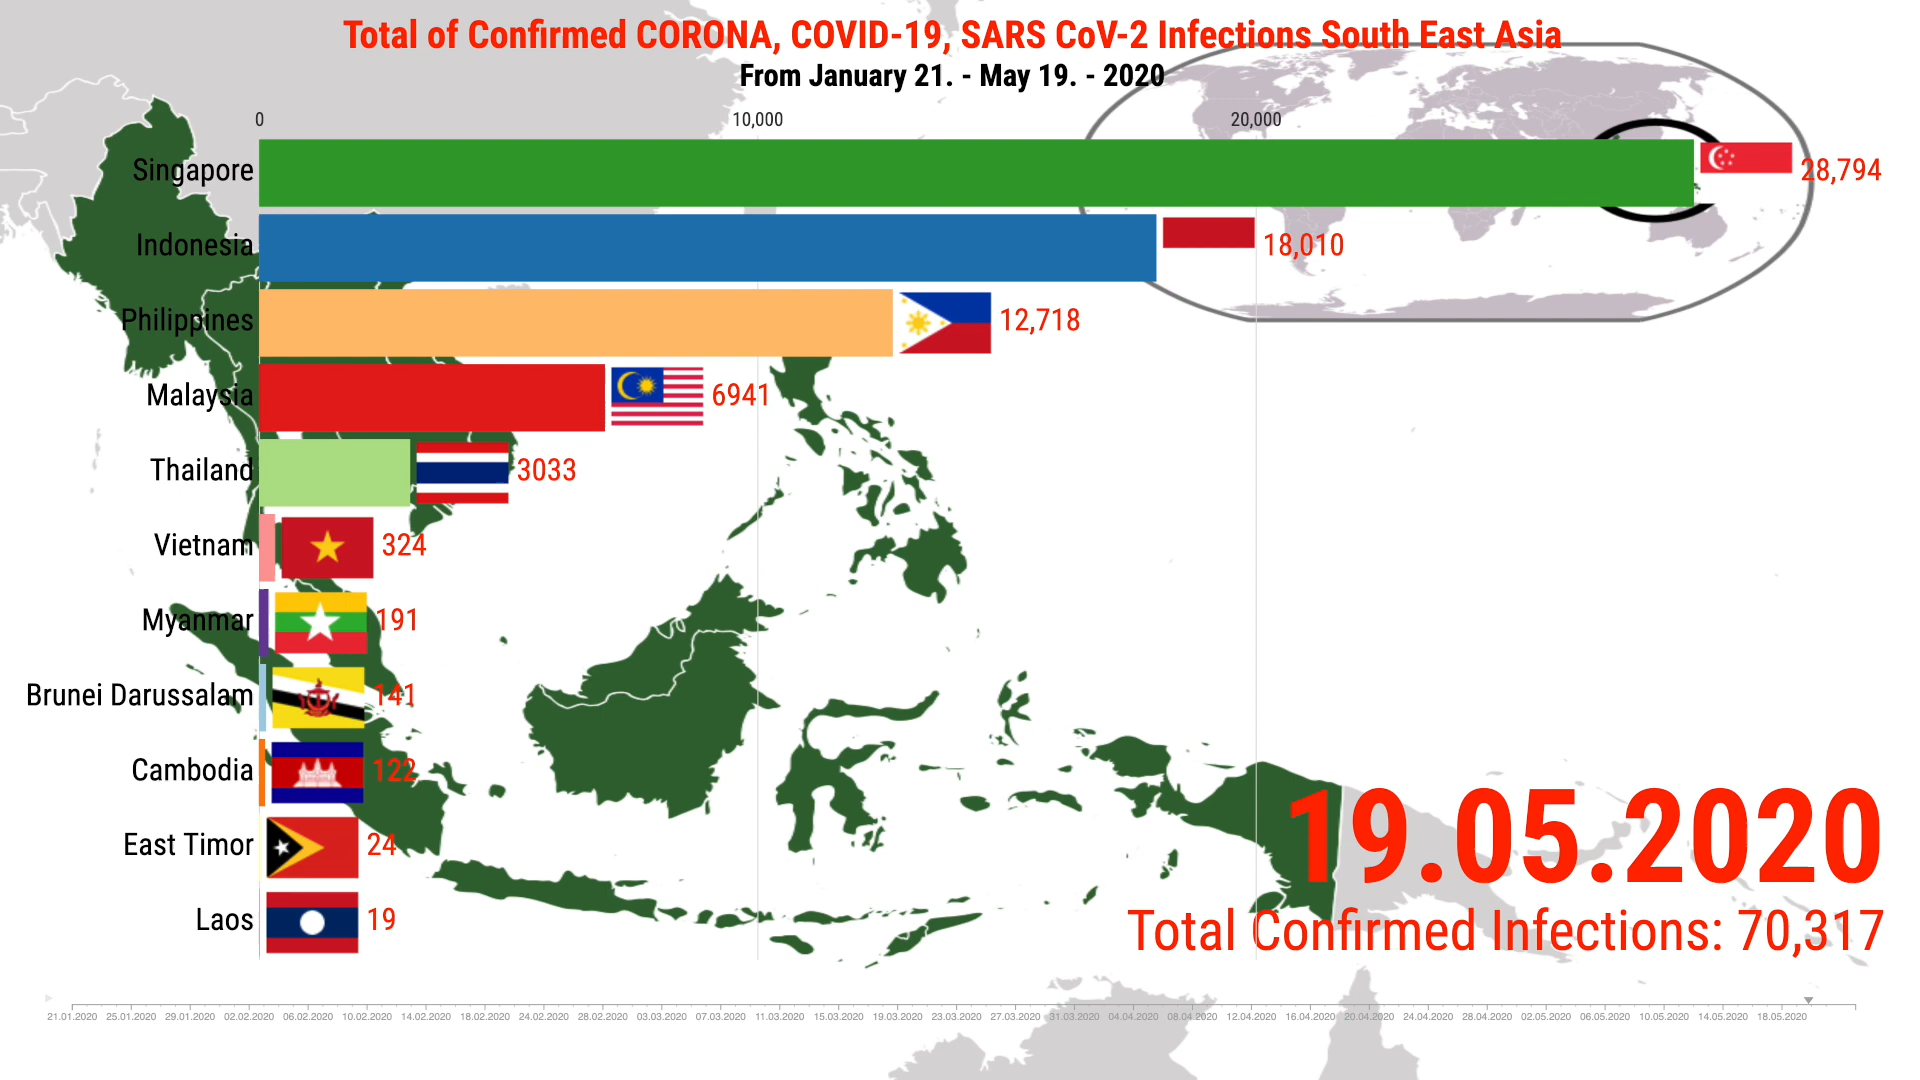 Total of Confirmed CORONA, COVID-19, SARS CoV-2 Infections South East Asia
From January 21. - May 19. - 2020
0 10,000 20,000
Singapore 28,794
Indonesia 18,010
Philippines 12,718
Malaysia 6941
Thailand 3033
Vietnam 324
Myanmar 191
Brunei Darussalam 141
Cambodia 122
East Timor 24
Laos 19
19.05.2020
Total Confirmed Infections: 70,317
21.01.2020 25.01.2020 29.01.2020 02.02.2020 06.02.2020 10.02.2020 14.02.2020 18.02.2020 24.02.2020 28.02.2020 03.03.2020 07.03.2020 11.03.2020 15.03.2020 19.03.2020 23.03.2020 27.03.2020 31.03.2020 04.04.2020 08.04.2020 12.04.2020 16.04.2020 20.04.2020 24.04.2020 28.04.2020 02.05.2020 06.05.2020 10.05.2020 14.05.2020 18.05.2020